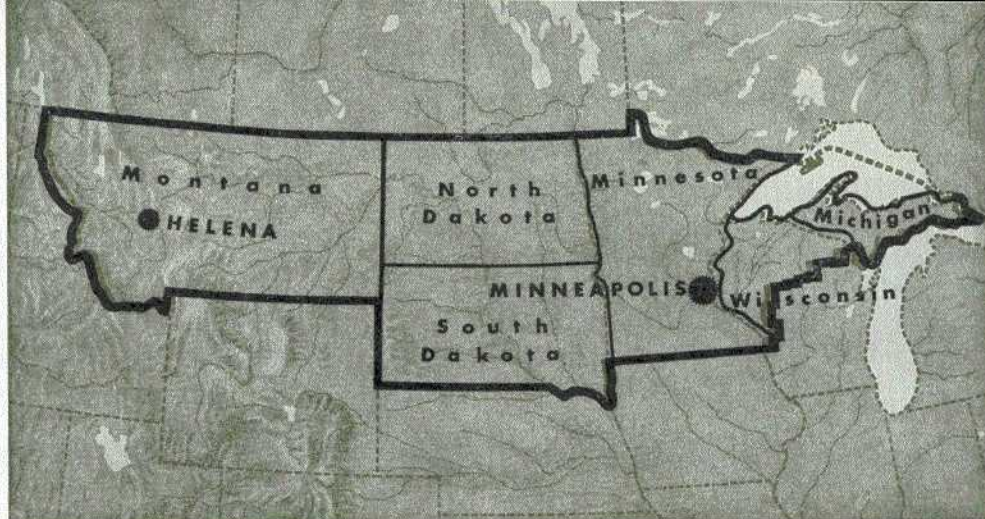 Montana
HELENA
North
Dakota
Minnesota
Michigan
MINNEAPOLIS
Wisconsin
South
Dakota